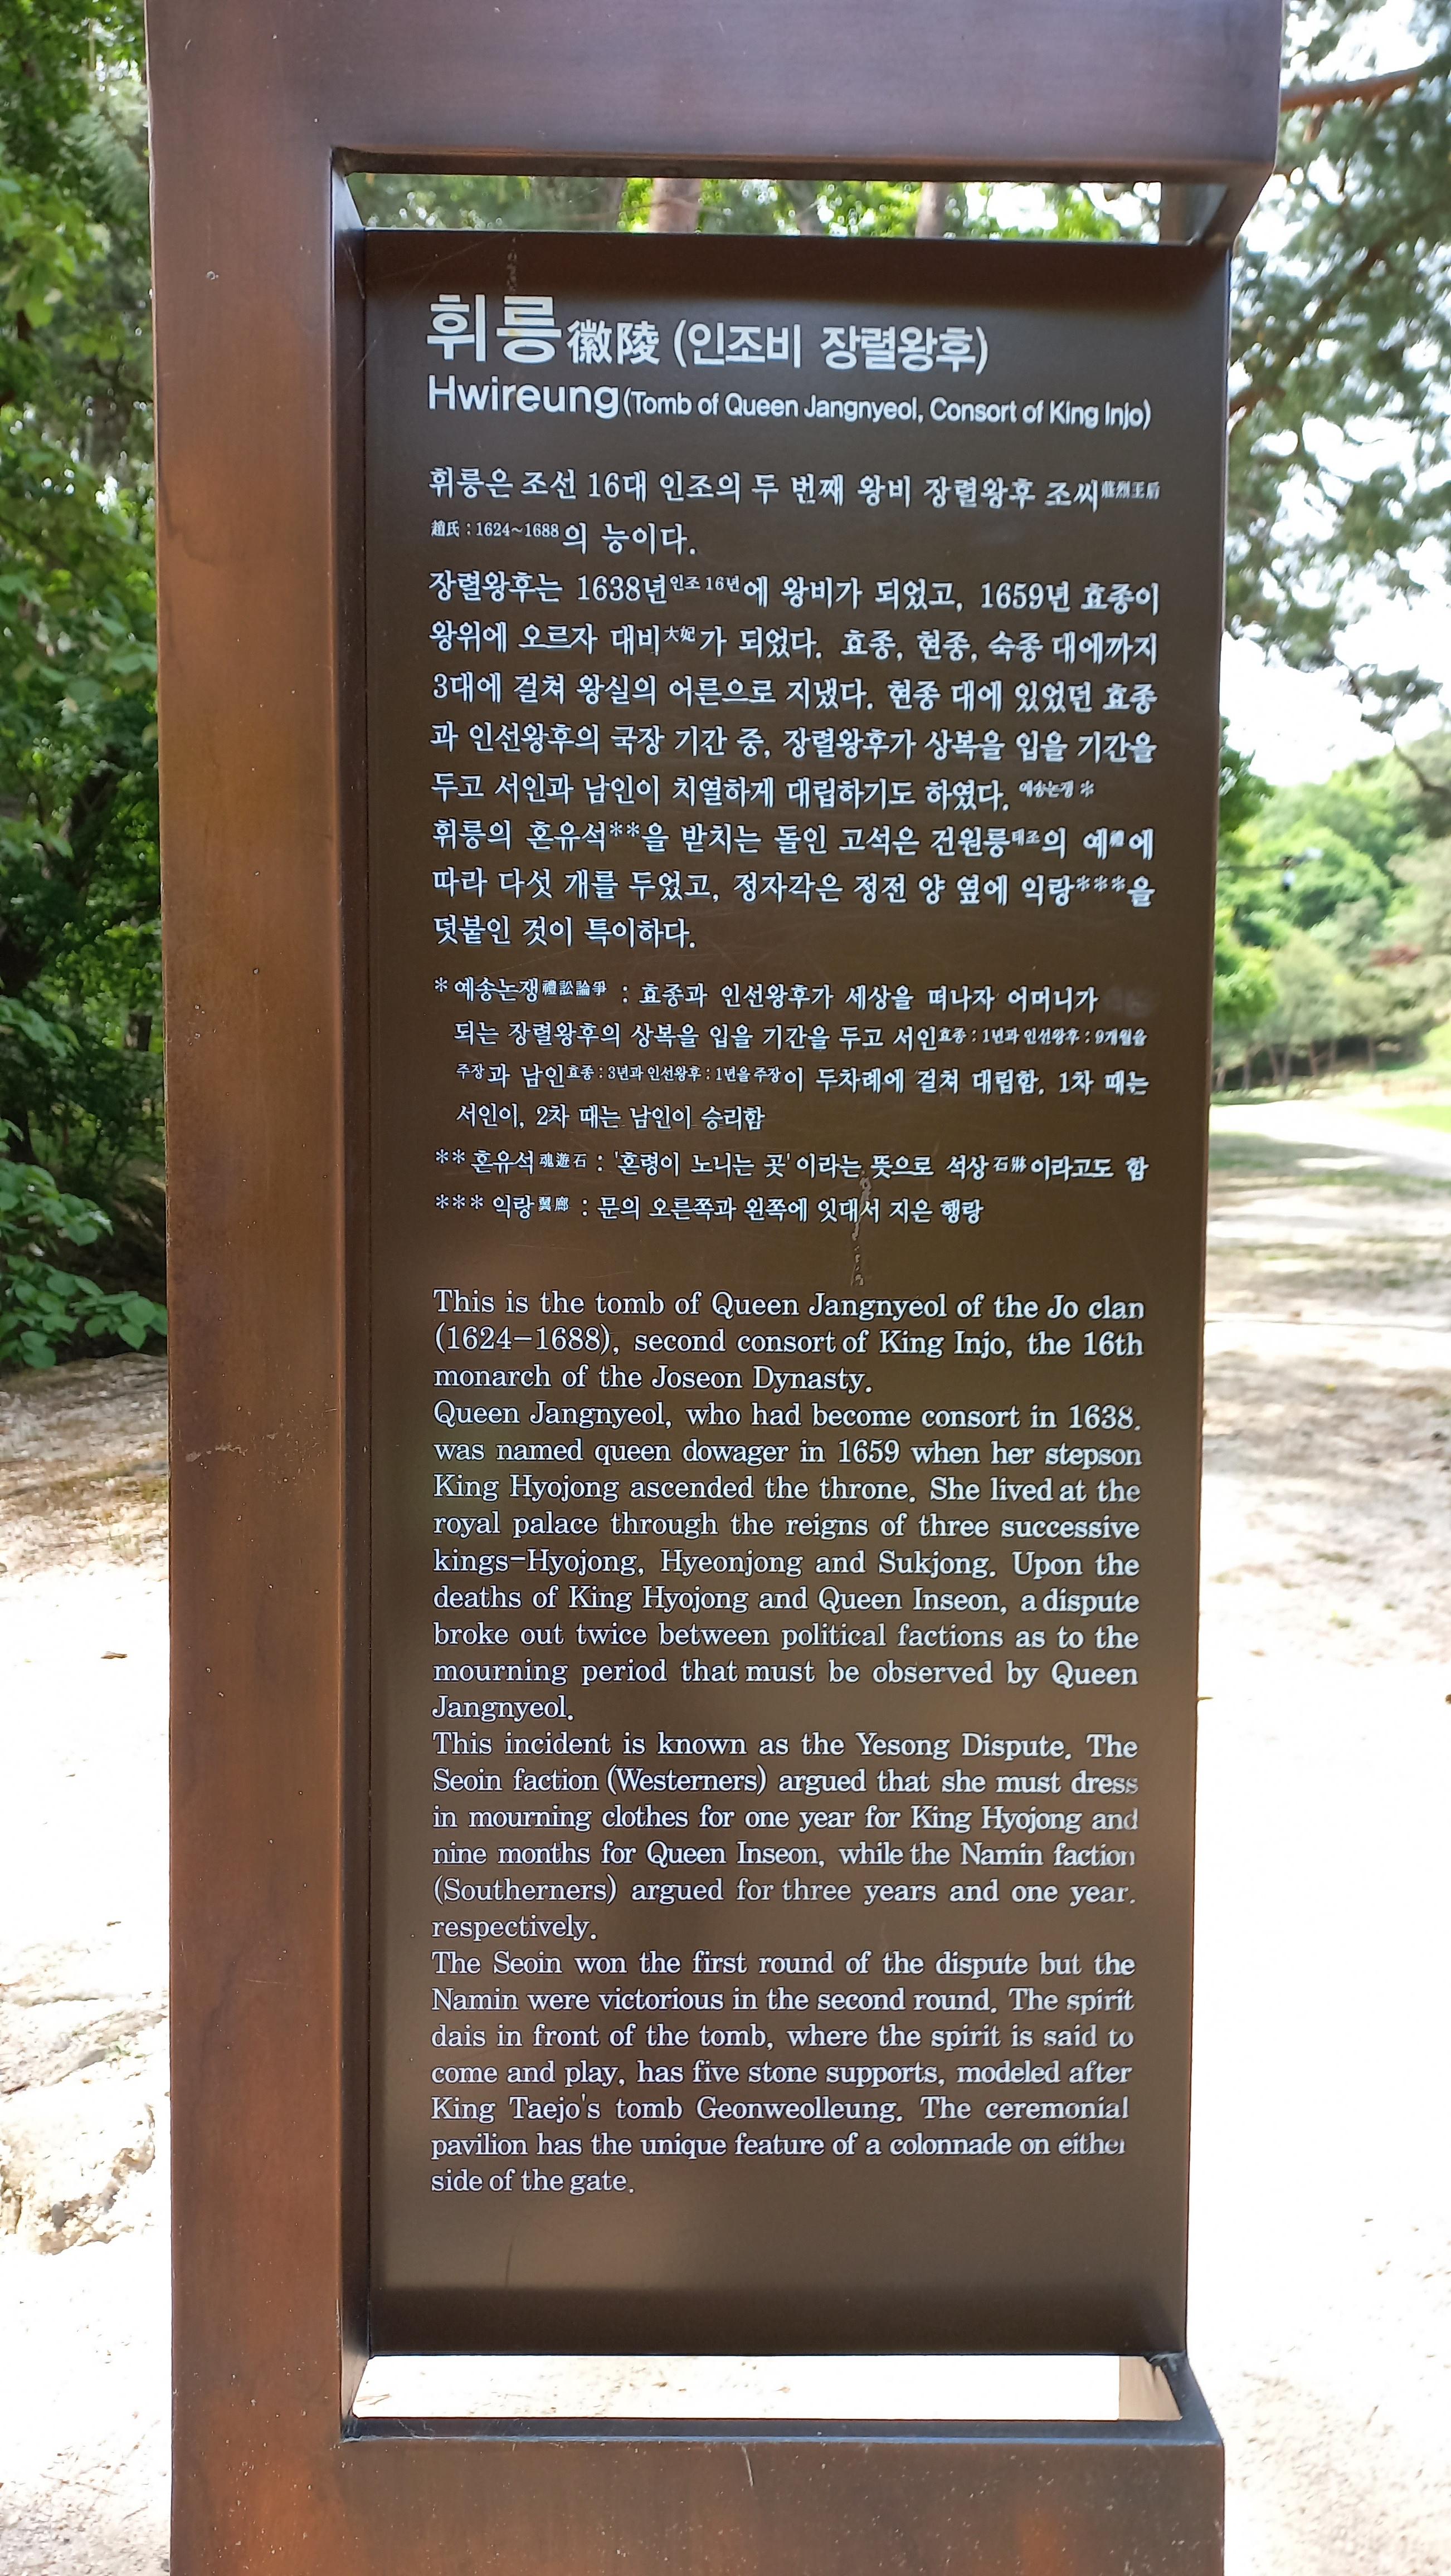 휘릉徽陵 (인조비 장렬왕후)
Hwireung(Tomb of Queen Jangnyeol, Consort of King Injo)
휘릉은 조선 16대 인조의 두 번째 왕비 장렬왕후 조씨莊烈王后
趙氏 : 1624~1688의 능이다.
장렬왕후는 1638년인조 16년에 왕비가 되었고, 1659년 효종이
왕위에 오르자 대비大妃가 되었다. 효종, 현종, 숙종 대에까지
3대에 걸쳐 왕실의 어른으로 지냈다. 현종 대에 있었던 효종
과 인선왕후의 국장 기간 중, 장렬왕후가 상복을 입을 기간을
두고 서인과 남인이 치열하게 대립하기도 하였다. 예송논쟁 *
휘릉의 혼유석**을 받치는 돌인 고석은 건원릉태조의 예禮에
따라 다섯 개를 두었고, 정자각은 정전 양 옆에 익랑***을
덧붙인 것이 특이하다.
* 예송논쟁禮訟論爭 : 효종과 인선왕후가 세상을 떠나자 어머니가
되는 장렬왕후의 상복을 입을 기간을 두고 서인효종 : 1년과 인선왕후 : 9개월을
주장과 남인효종 : 3년과 인선왕후 : 1년을 주장이 두차례에 걸쳐 대립함. 1차 때는
서인이, 2차 때는 남인이 승리함
** 혼유석魂遊石 : '혼령이 노니는 곳'이라는 뜻으로 석상石牀이라고도 함
*** 익랑翼廊 : 문의 오른쪽과 왼쪽에 잇대서 지은 행랑
This is the tomb of Queen Jangnyeol of the Jo clan
(1624-1688), second consort of King Injo, the 16th
monarch of the Joseon Dynasty.
Queen Jangnyeol, who had become consort in 1638,
was named queen dowager in 1659 when her stepson
King Hyojong ascended the throne. She lived at the
royal palace through the reigns of three successive
kings-Hyojong, Hyeonjong and Sukjong. Upon the
deaths of King Hyojong and Queen Inseon, a dispute
broke out twice between political factions as to the
mourning period that must be observed by Queen
Jangnyeol.
This incident is known as the Yesong Dispute. The
Seoin faction (Westerners) argued that she must dress
in mourning clothes for one year for King Hyojong and
nine months for Queen Inseon, while the Namin faction
(Southerners) argued for three years and one year,
respectively.
The Seoin won the first round of the dispute but the
Namin were victorious in the second round. The spirit
dais in front of the tomb, where the spirit is said to
come and play, has five stone supports, modeled after
King Taejo's tomb Geonweolleung. The ceremonial
pavilion has the unique feature of a colonnade on either
side of the gate.